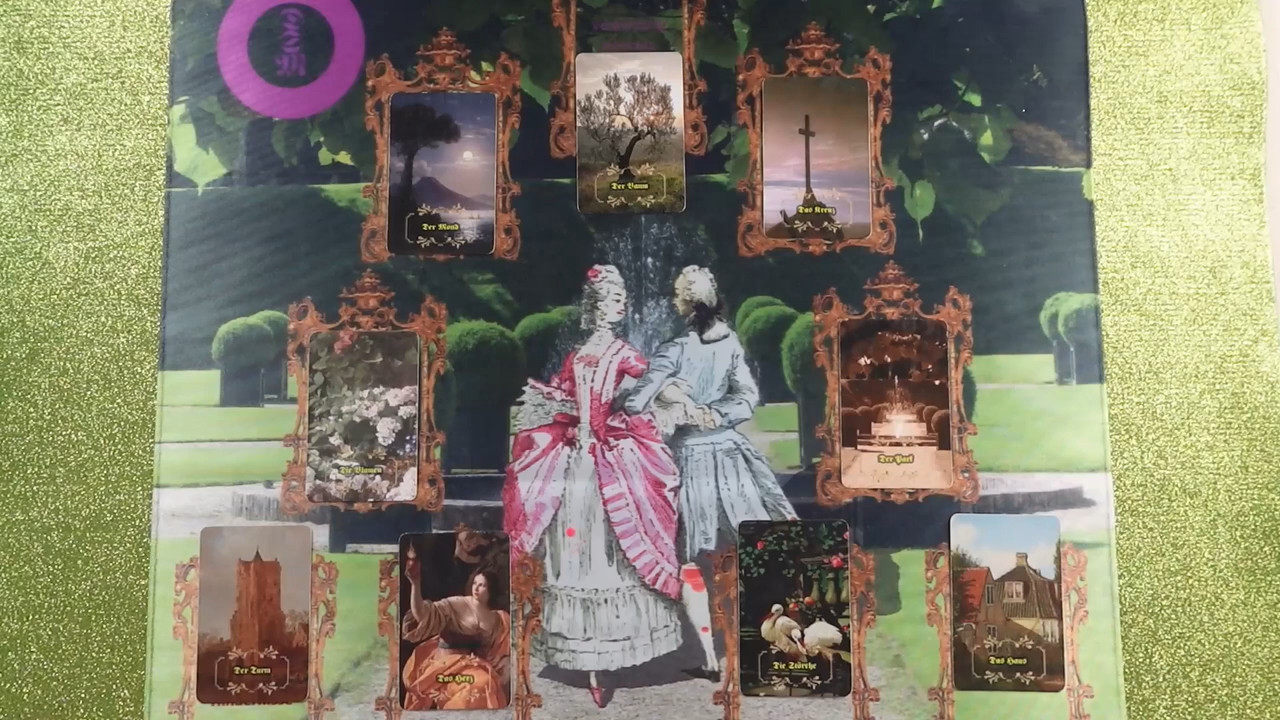 Der Mond
Der Baum
Das Kreuz
Die Blumen
Der Park
Der Turm
Das Herz
Die Störche
Das Haus